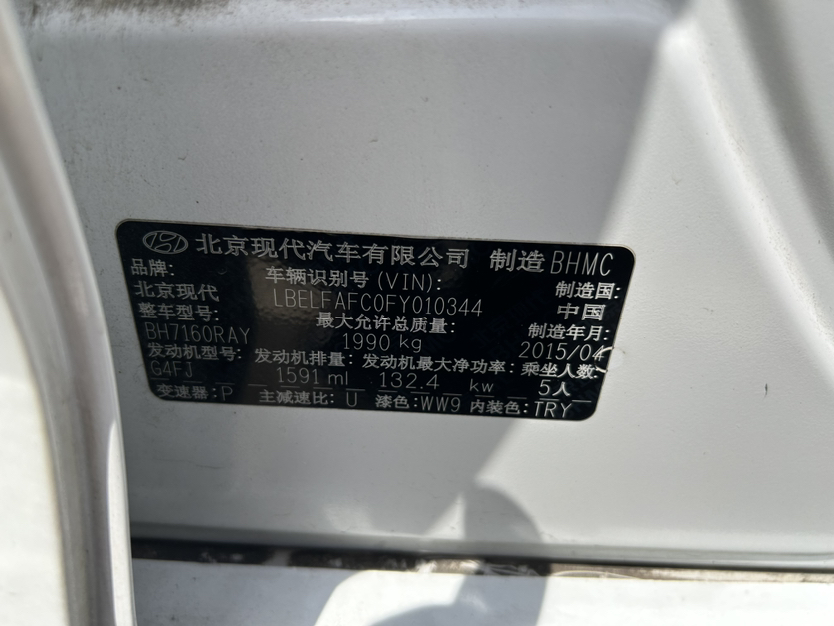 北京现代汽车有限公司 制造 BHMC
品牌: 车辆识别号 (VIN): 制造国:
北京现代 LBELFAFC0FY010344 中国
整车型号: 最大允许总质量: 制造年月:
BH7160RAY 1990 kg 2015/04
发动机型号: 发动机排量: 发动机最大净功率: 乘坐人数:
G4FJ 1591 ml 132.4 kw 5人
变速器: P 主减速比: U 漆色: WW9 内装色: TRY